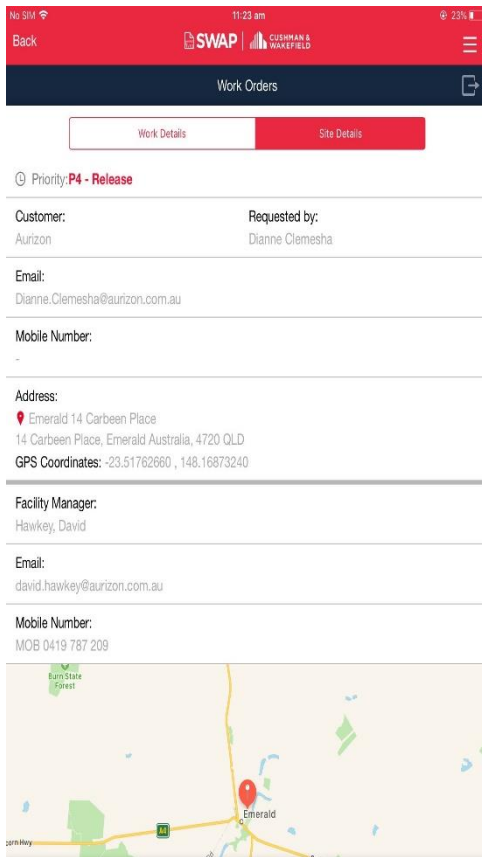 No SIM 11:23 am 23%
Back SWAP CUSHMAN & WAKEFIELD
Work Orders
Work Details Site Details
Priority:P4 - Release
Customer: Requested by:
Aurizon Dianne Clemesha
Email:
Dianne.Clemesha@aurizon.com.au
Mobile Number:
-
Address:
Emerald 14 Carbeen Place
14 Carbeen Place, Emerald Australia, 4720 QLD
GPS Coordinates: -23.51762660 , 148.16873240
Facility Manager:
Hawkey, David
Email:
david.hawkey@aurizon.com.au
Mobile Number:
MOB 0419 787 209
Burn State
Forest
Emerald
A4
Hwy